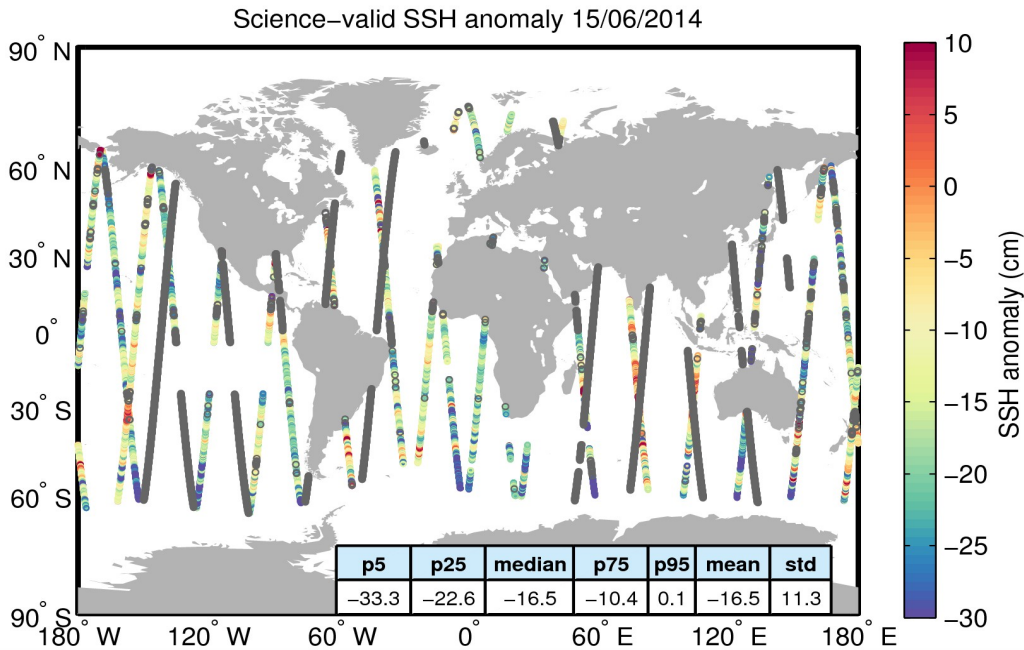 Science−valid SSH anomaly 15/06/2014
90° N
60° N
30° N
0°
30° S
60° S
90° S
180° W
120° W
60° W
0°
60° E
120° E
180° E
p5 p25 median p75 p95 mean std
−33.3 −22.6 −16.5 −10.4 0.1 −16.5 11.3
10
5
0
−5
−10
−15
−20
−25
−30
SSH anomaly (cm)